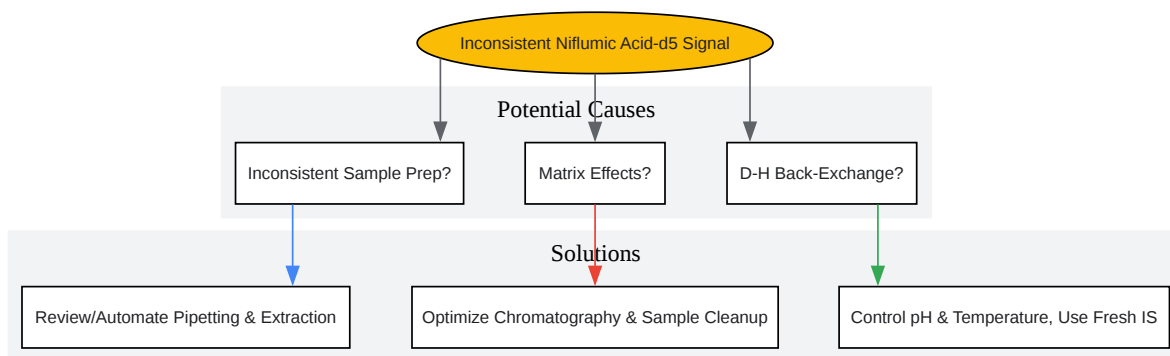 Inconsistent Niflumic Acid-d5 Signal
Potential Causes
Inconsistent Sample Prep?
Matrix Effects?
D-H Back-Exchange?
Solutions
Review/Automate Pipetting & Extraction
Optimize Chromatography & Sample Cleanup
Control pH & Temperature, Use Fresh IS